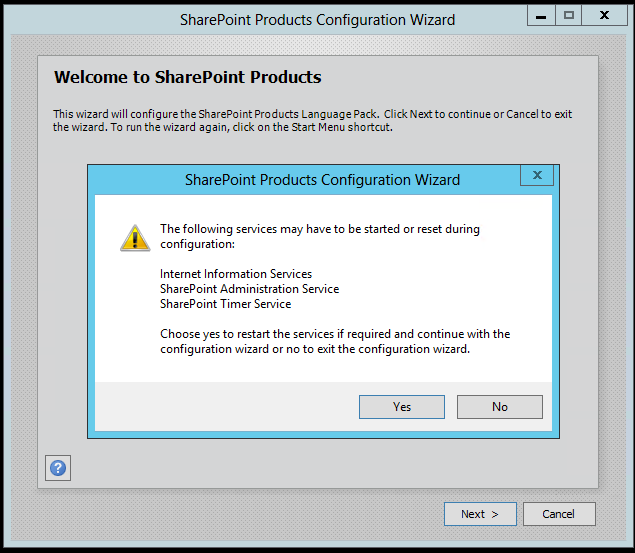 SharePoint Products Configuration Wizard
Welcome to SharePoint Products
This wizard will configure the SharePoint Products Language Pack.  Click Next to continue or Cancel to exit
the wizard. To run the wizard again, click on the Start Menu shortcut.
SharePoint Products Configuration Wizard
The following services may have to be started or reset during
configuration:
Internet Information Services
SharePoint Administration Service
SharePoint Timer Service
Choose yes to restart the services if required and continue with the
configuration wizard or no to exit the configuration wizard.
Yes No
Next > Cancel